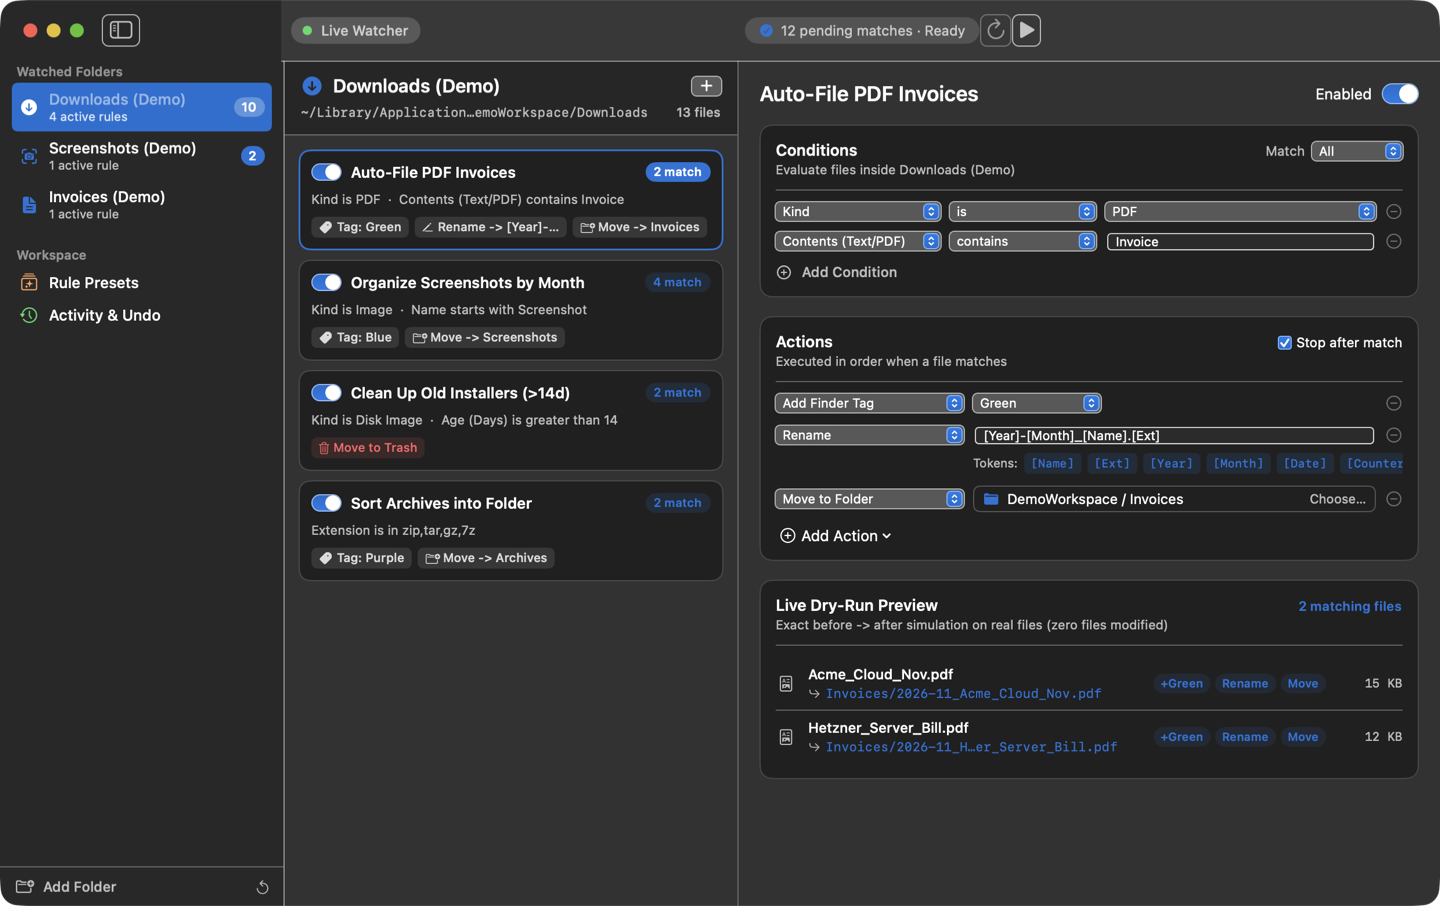 Live Watcher
12 pending matches · Ready
Watched Folders
Downloads (Demo)
4 active rules
10
Screenshots (Demo)
1 active rule
2
Invoices (Demo)
1 active rule
Workspace
Rule Presets
Activity & Undo
Add Folder
Downloads (Demo)
~/Library/Application…emoWorkspace/Downloads
13 files
Auto-File PDF Invoices
2 match
Kind is PDF · Contents (Text/PDF) contains Invoice
Tag: Green
Rename -> [Year]-...
Move -> Invoices
Organize Screenshots by Month
4 match
Kind is Image · Name starts with Screenshot
Tag: Blue
Move -> Screenshots
Clean Up Old Installers (>14d)
2 match
Kind is Disk Image · Age (Days) is greater than 14
Move to Trash
Sort Archives into Folder
2 match
Extension is in zip,tar,gz,7z
Tag: Purple
Move -> Archives
Auto-File PDF Invoices
Enabled
Conditions
Evaluate files inside Downloads (Demo)
Match
All
Kind
is
PDF
Contents (Text/PDF)
contains
Invoice
Add Condition
Actions
Executed in order when a file matches
Stop after match
Add Finder Tag
Green
Rename
[Year]-[Month]_[Name].[Ext]
Tokens:
[Name]
[Ext]
[Year]
[Month]
[Date]
[Counter
Move to Folder
DemoWorkspace / Invoices
Choose...
Add Action
Live Dry-Run Preview
Exact before -> after simulation on real files (zero files modified)
2 matching files
Acme_Cloud_Nov.pdf
Invoices/2026-11_Acme_Cloud_Nov.pdf
+Green
Rename
Move
15 KB
Hetzner_Server_Bill.pdf
Invoices/2026-11_H…er_Server_Bill.pdf
+Green
Rename
Move
12 KB